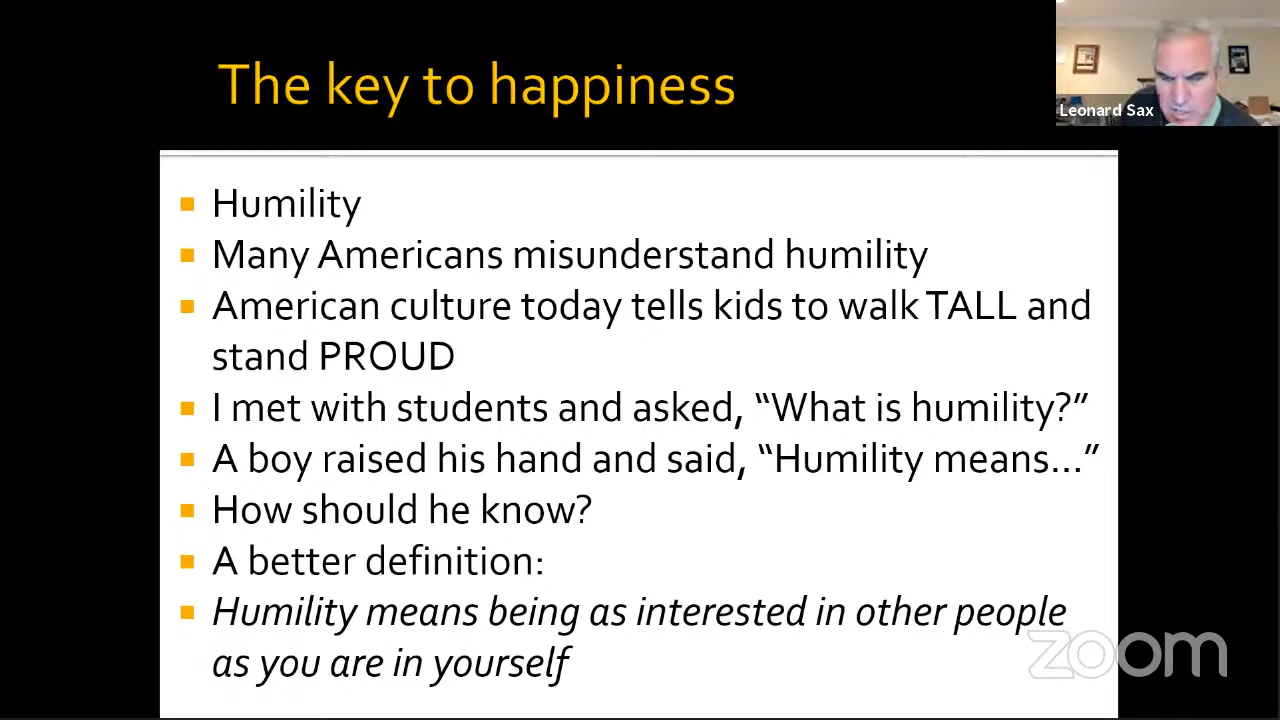 The key to happiness
Leonard Sax
Humility
Many Americans misunderstand humility
American culture today tells kids to walk TALL and
stand PROUD
I met with students and asked, “What is humility?”
A boy raised his hand and said, “Humility means…”
How should he know?
A better definition:
Humility means being as interested in other people
as you are in yourself
zoom